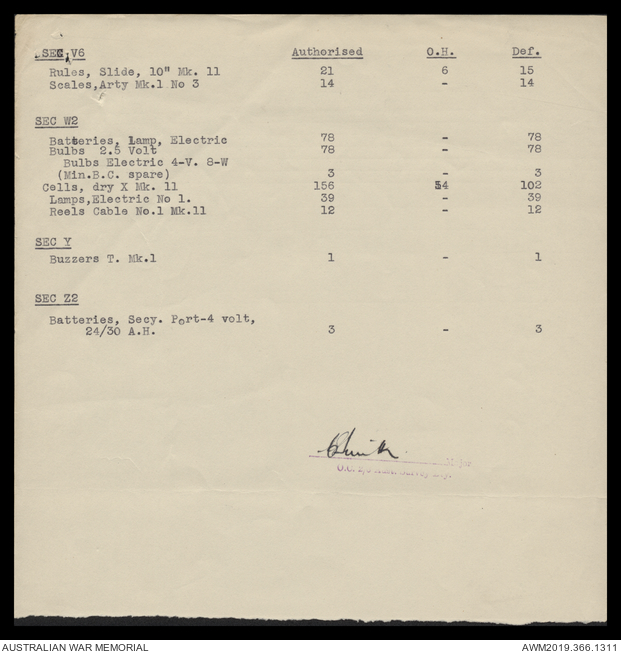 SEC V6 Authorised O.H. Def.
Rules, Slide, 10" Mk. 11 21 6 15
Scales,Arty Mk.1 No 3 14 - 14
SEC W2
Batteries, Lamp, Electric 78 - 78
Bulbs 2.5 Volt 78 - 78
Bulbs Electric 4-V. 8-W
(Min.B.C. spare) 3 - 3
Cells, dry X Mk. 11 156 54 102
Lamps,Electric No 1. 39 - 39
Reels Cable No.1 Mk.11 12 - 12
SEC Y
Buzzers T. Mk.1 1 - 1
SEC Z2
Batteries, Secy. Port-4 volt,
24/30 A.H. 3 - 3
Major
O.C. Survey
AUSTRALIAN WAR MEMORIAL AWM2019.366.1311